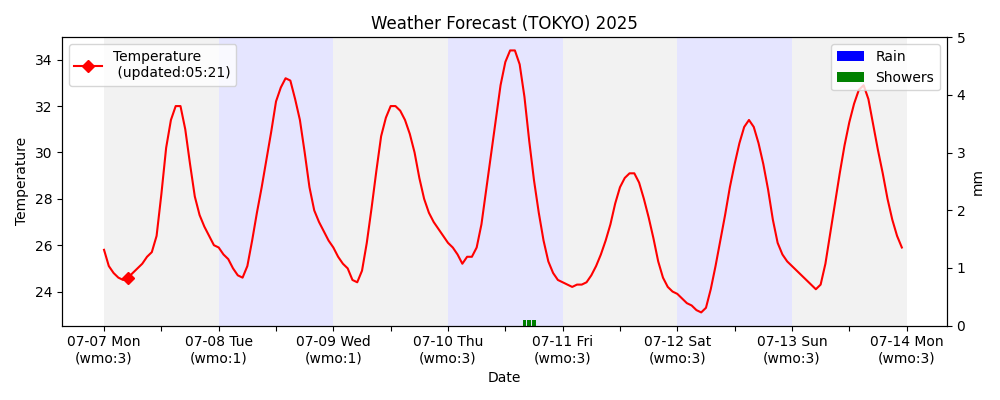 Weather Forecast (TOKYO) 2025
Temperature
(updated:05:21)
Rain
Showers
Temperature
34
32
30
28
26
24
5
4
3
2
1
0
mm
07-07 Mon
(wmo:3)
07-08 Tue
(wmo:1)
07-09 Wed
(wmo:1)
07-10 Thu
(wmo:3)
07-11 Fri
(wmo:3)
07-12 Sat
(wmo:3)
07-13 Sun
(wmo:3)
07-14 Mon
(wmo:3)
Date